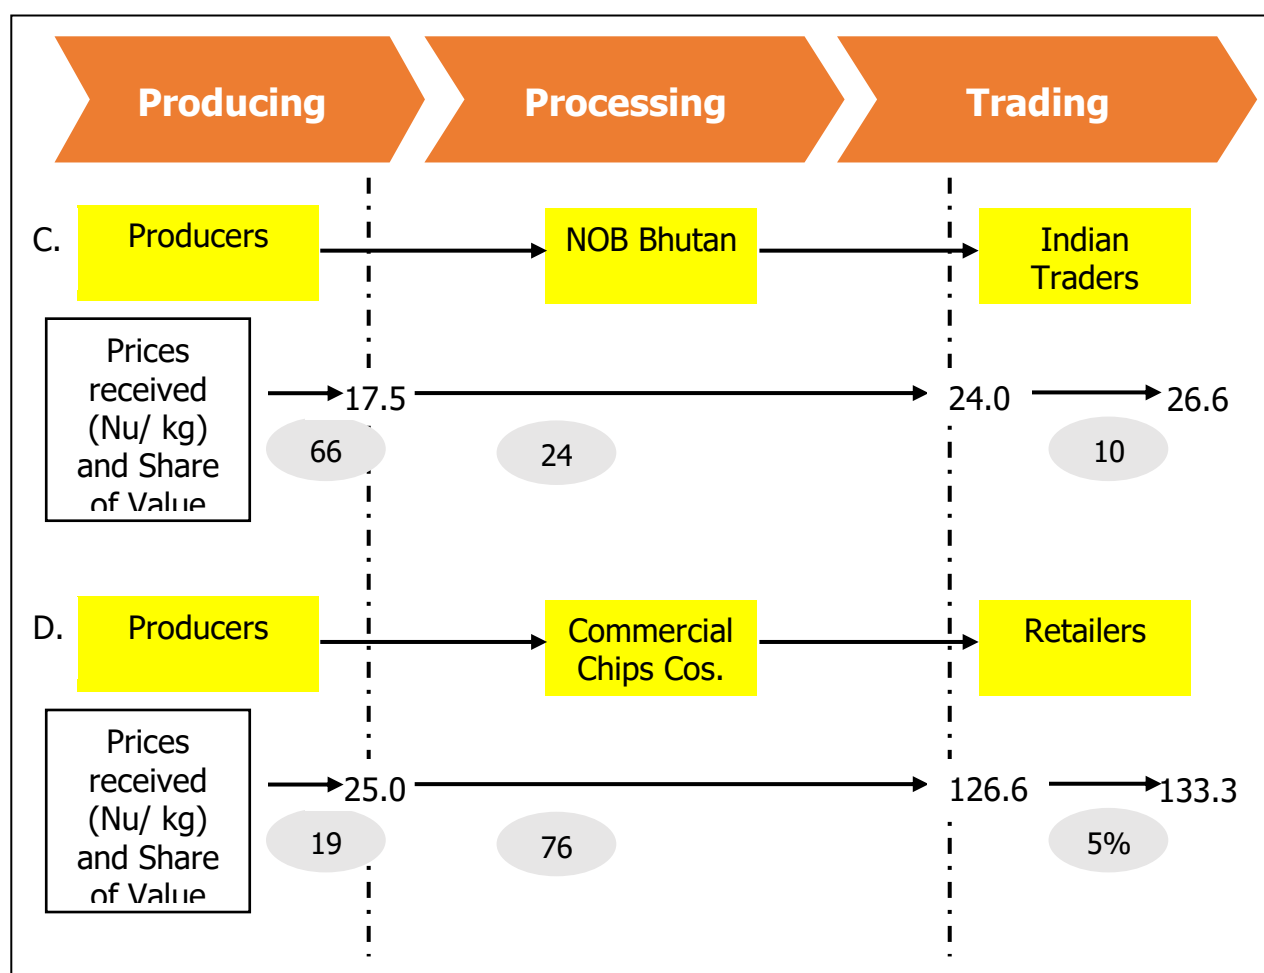 Producing
Processing
Trading
C.
Producers
NOB Bhutan
Indian
Traders
Prices
received
(Nu/ kg)
and Share
of Value
17.5
24.0
26.6
66
24
10
D.
Producers
Commercial
Chips Cos.
Retailers
Prices
received
(Nu/ kg)
and Share
of Value
25.0
126.6
133.3
19
76
5%